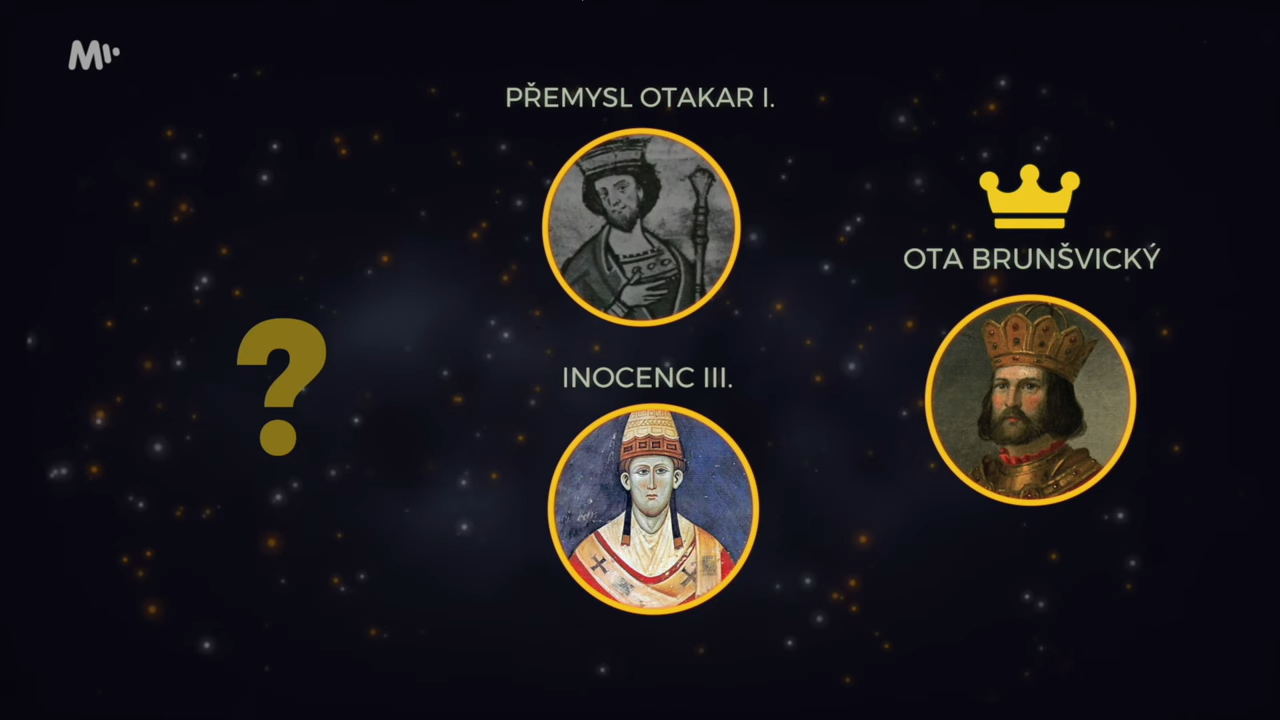 M
PŘEMYSL OTAKAR I.
OTA BRUNŠVICKÝ
?
INOCENC III.